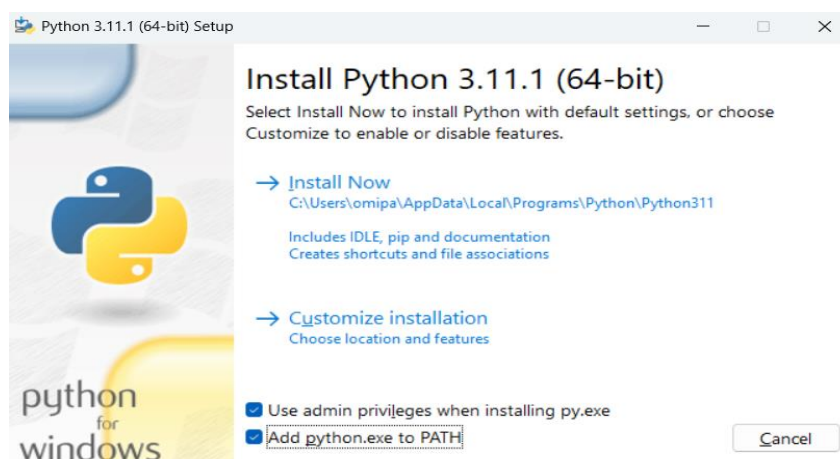 Python 3.11.1 (64-bit) Setup
Install Python 3.11.1 (64-bit)
Select Install Now to install Python with default settings, or choose
Customize to enable or disable features.
Install Now
C:\Users\omipa\AppData\Local\Programs\Python\Python311
Includes IDLE, pip and documentation
Creates shortcuts and file associations
Customize installation
Choose location and features
python
for
windows
Use admin privileges when installing py.exe
Add python.exe to PATH
Cancel